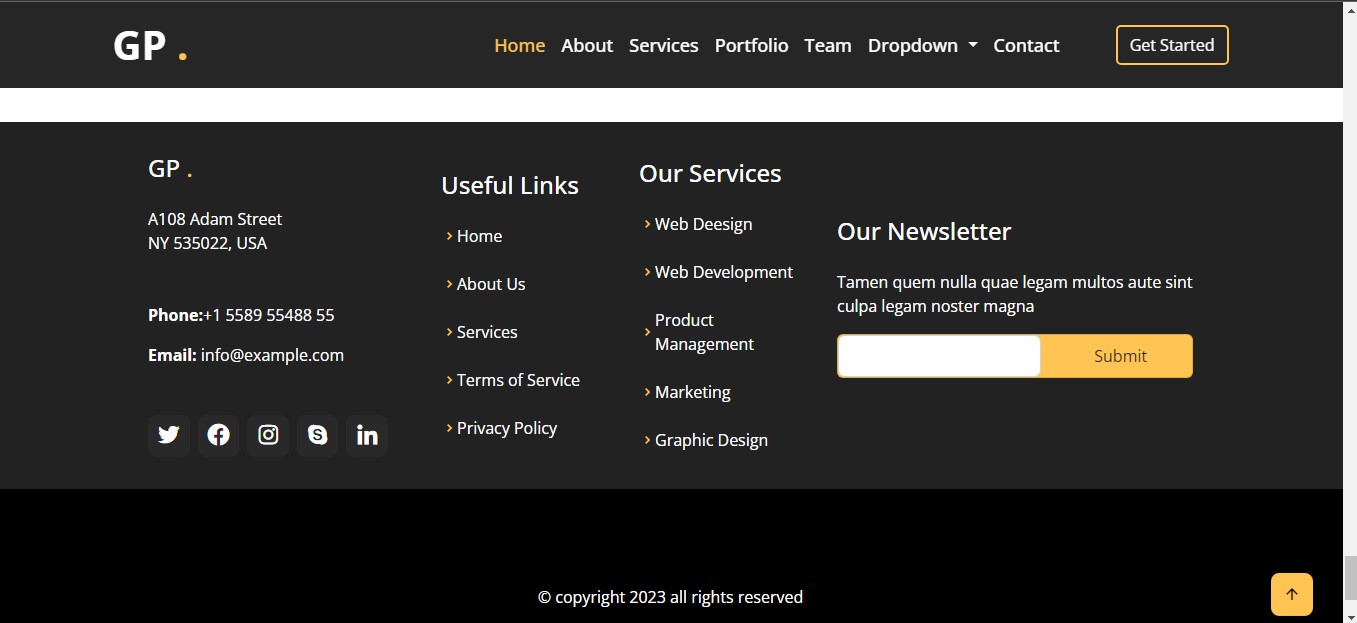 GP .
Home About Services Portfolio Team Dropdown Contact Get Started
GP .
A108 Adam Street
NY 535022, USA
Phone:+1 5589 55488 55
Email: info@example.com
Useful Links
Home
About Us
Services
Terms of Service
Privacy Policy
Our Services
Web Deesign
Web Development
Product
Management
Marketing
Graphic Design
Our Newsletter
Tamen quem nulla quae legam multos aute sint
culpa legam noster magna
Submit
© copyright 2023 all rights reserved